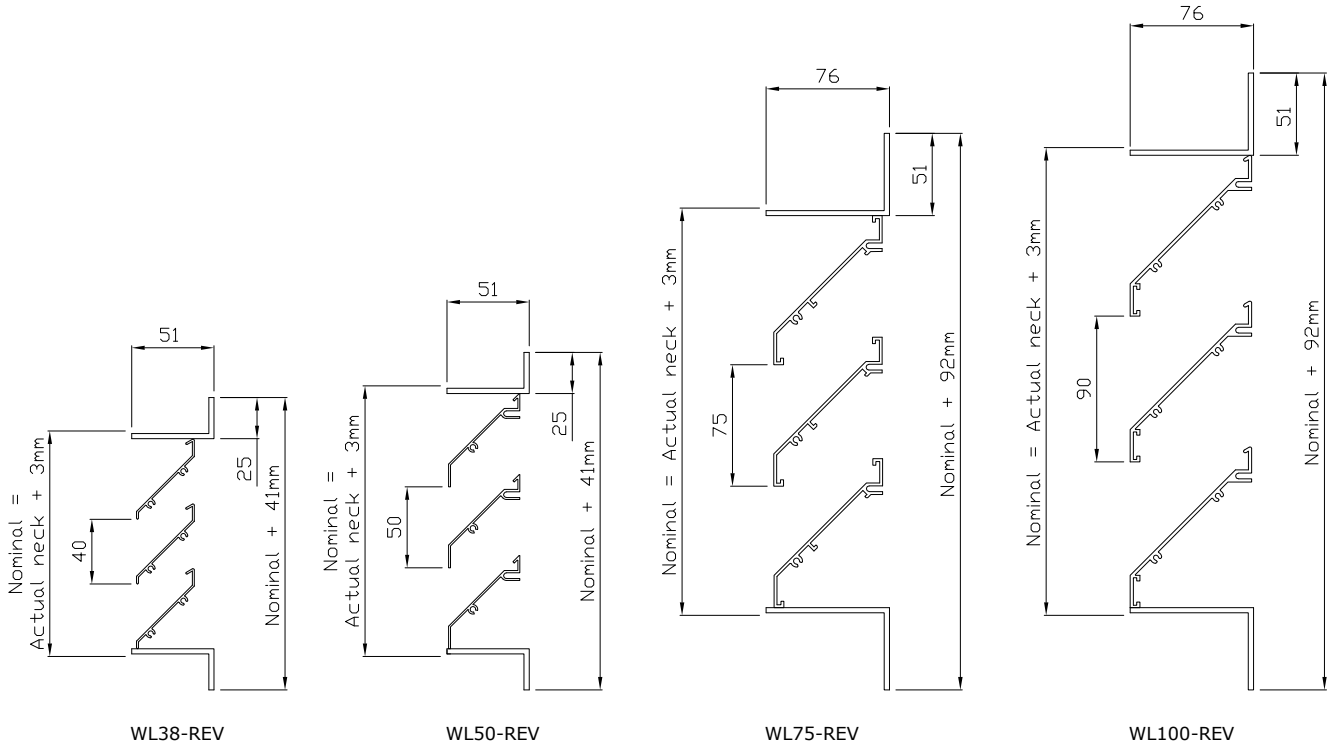 51
25
40
Nominal =
Actual neck + 3mm
Nominal + 41mm
WL38-REV
51
25
50
Nominal =
Actual neck + 3mm
Nominal + 41mm
WL50-REV
76
51
75
Nominal = Actual neck + 3mm
Nominal + 92mm
WL75-REV
76
51
90
Nominal = Actual neck + 3mm
Nominal + 92mm
WL100-REV